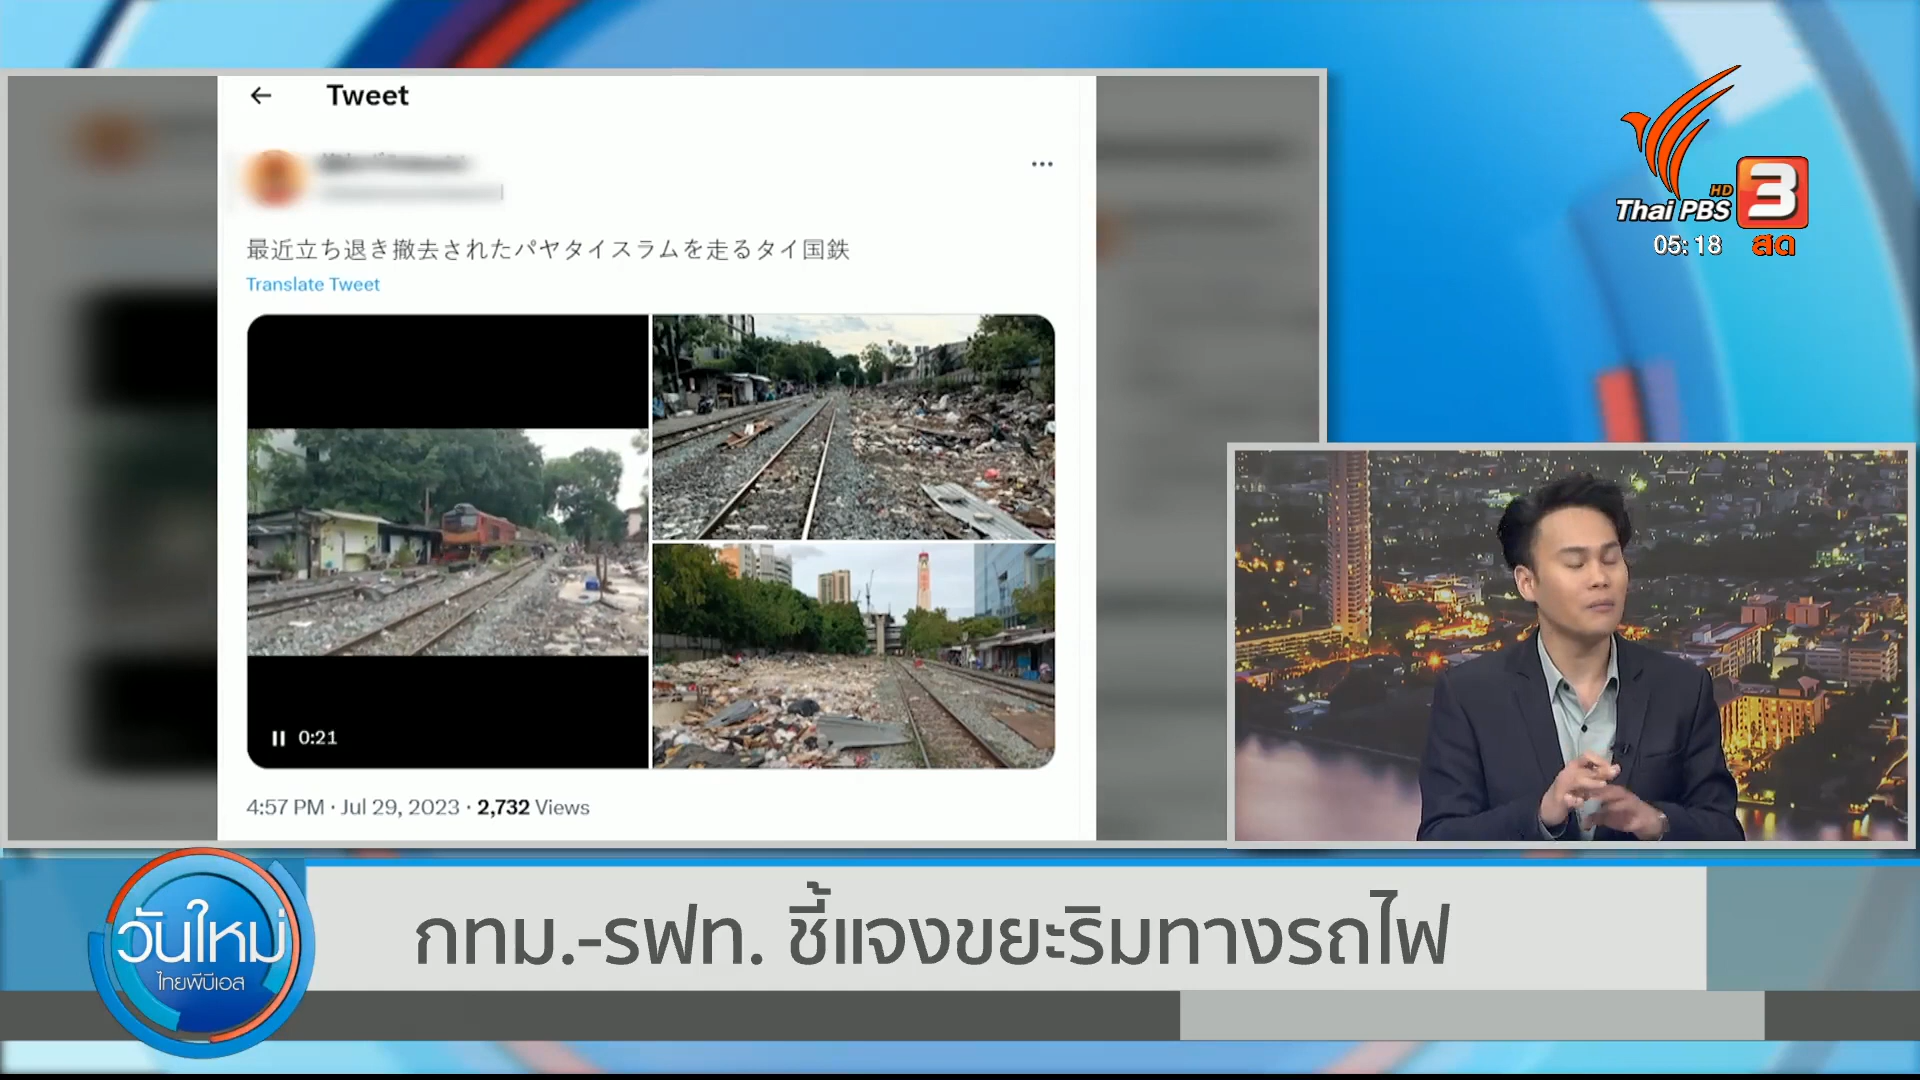 Tweet
最近立ち退き撤去されたパヤタイスラムを走るタイ国鉄
Translate Tweet
0:21
4:57 PM · Jul 29, 2023 · 2,732 Views
HD
Thai PBS 3
05:18 สด
วันใหม่
ไทยพีบีเอส
กทม.-รฟท. ชี้แจงขยะริมทางรถไฟ